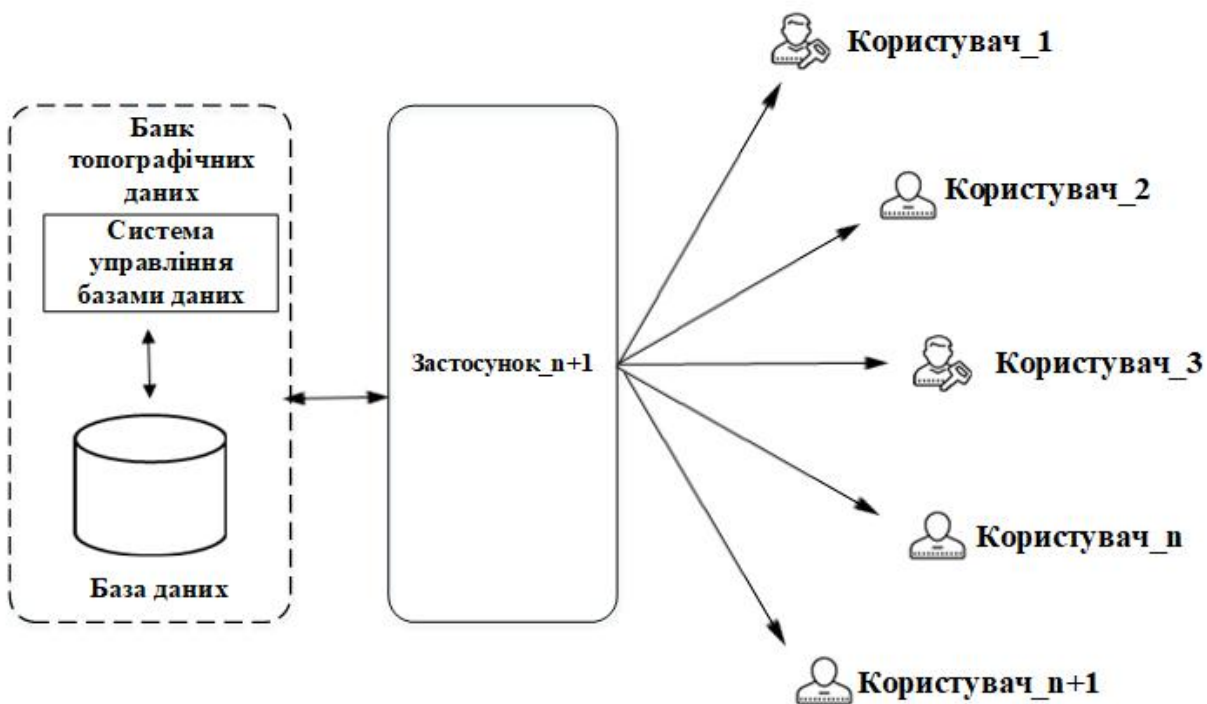 Банк
топографічних
даних
Система
управління
базами даних
База даних
Застосунок_n+1
Користувач_1
Користувач_2
Користувач_3
Користувач_n
Користувач_n+1